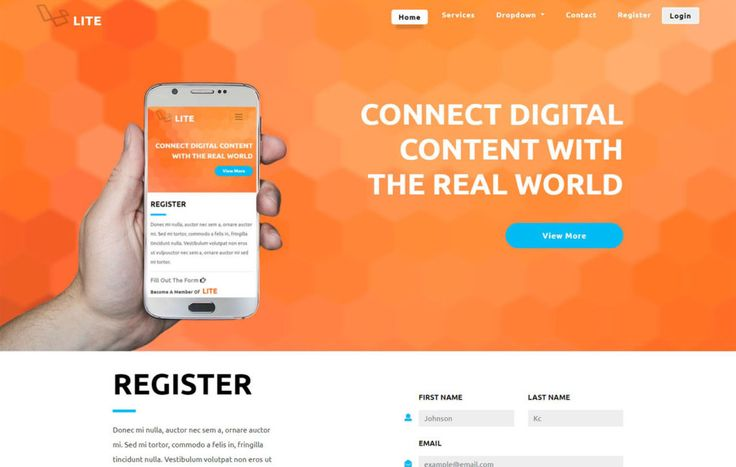 LITE
Home
Services
Dropdown
Contact
Register
Login
CONNECT DIGITAL
CONTENT WITH
THE REAL WORLD
View More
LITE
CONNECT DIGITAL CONTENT
WITH THE REAL WORLD
View More
REGISTER
Donec mi nulla, auctor nec sem a, ornare auctor
mi. Sed mi tortor, commodo a felis in, fringilla
tincidunt nulla. Vestibulum volutpat non eros
ut vulputate nec sem a, ornare auctor mi sed
mi tortor.
Fill Out The Form
Become A Member Of LITE
REGISTER
Donec mi nulla, auctor nec sem a, ornare auctor
mi. Sed mi tortor, commodo a felis in, fringilla
tincidunt nulla. Vestibulum volutpat non eros ut
FIRST NAME
Johnson
LAST NAME
Kc
EMAIL
example@email.com